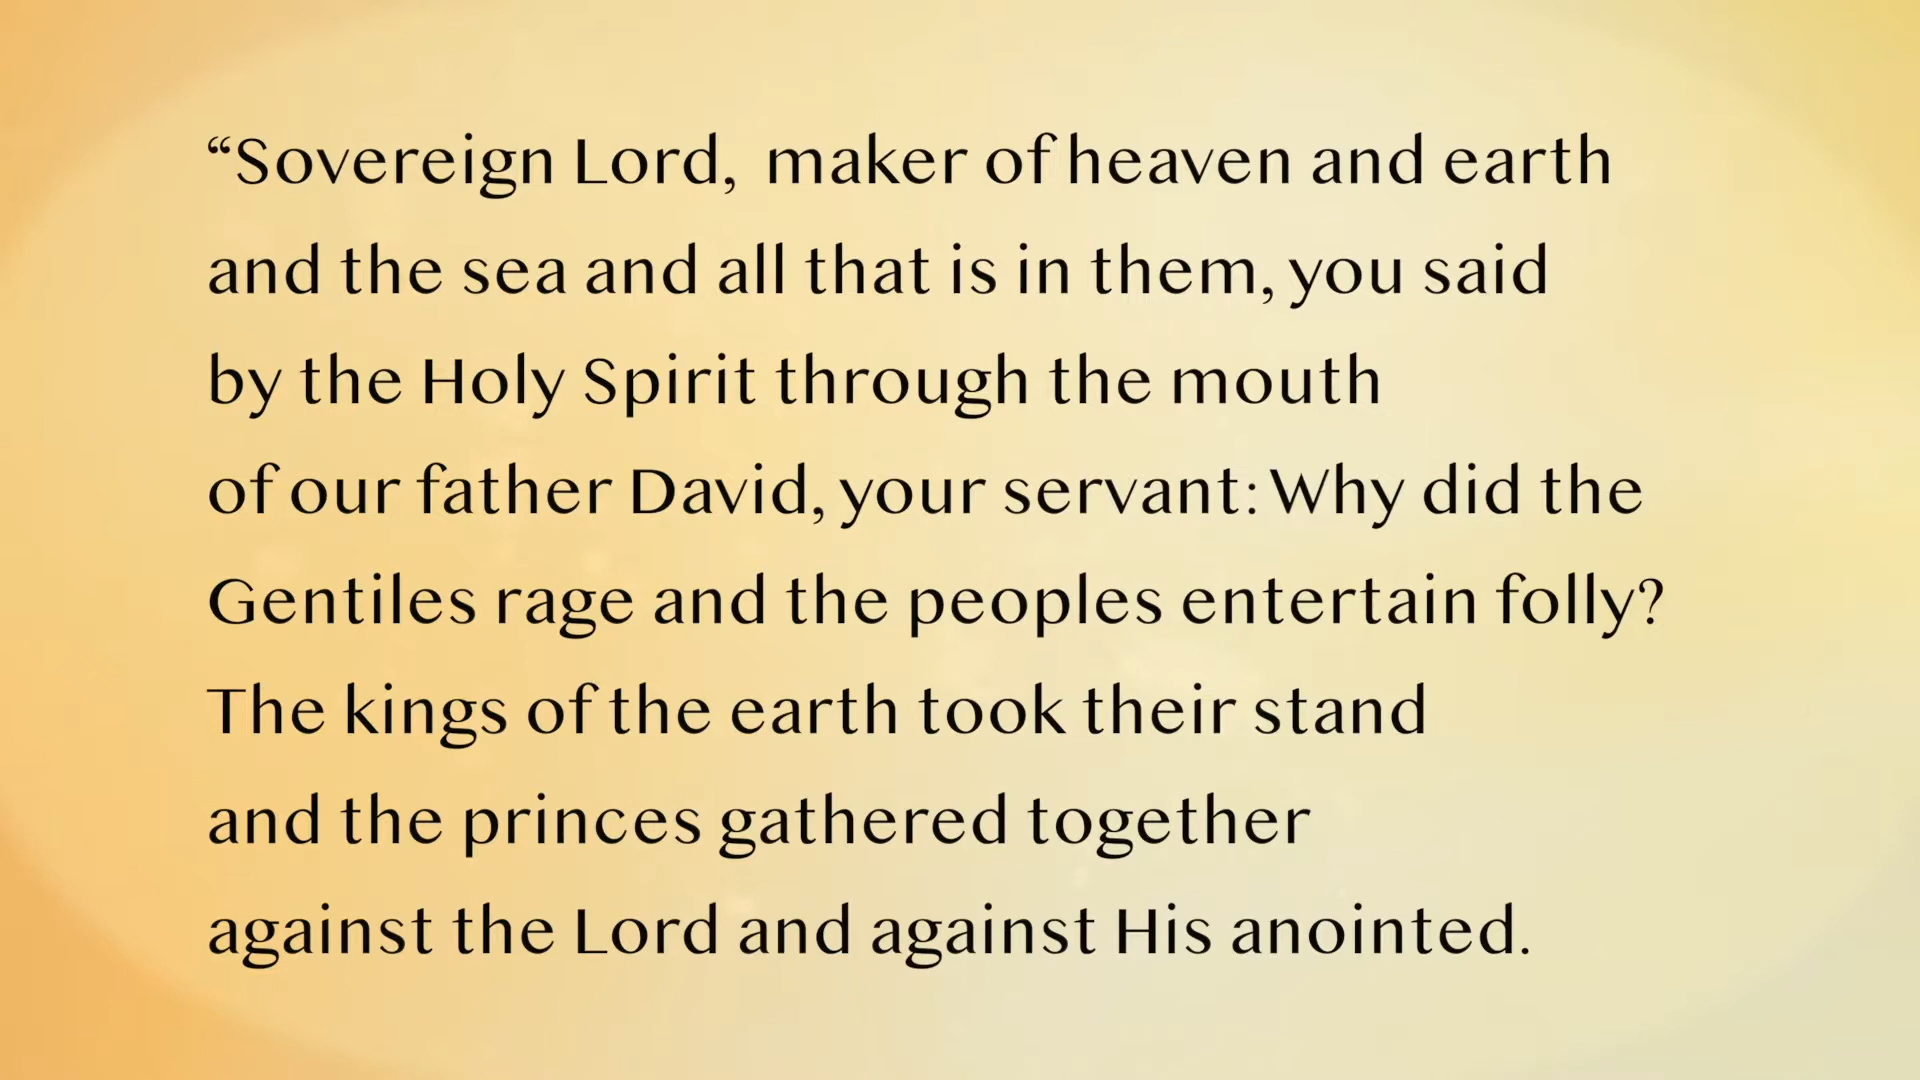 “Sovereign Lord, maker of heaven and earth
and the sea and all that is in them, you said
by the Holy Spirit through the mouth
of our father David, your servant: Why did the
Gentiles rage and the peoples entertain folly?
The kings of the earth took their stand
and the princes gathered together
against the Lord and against His anointed.